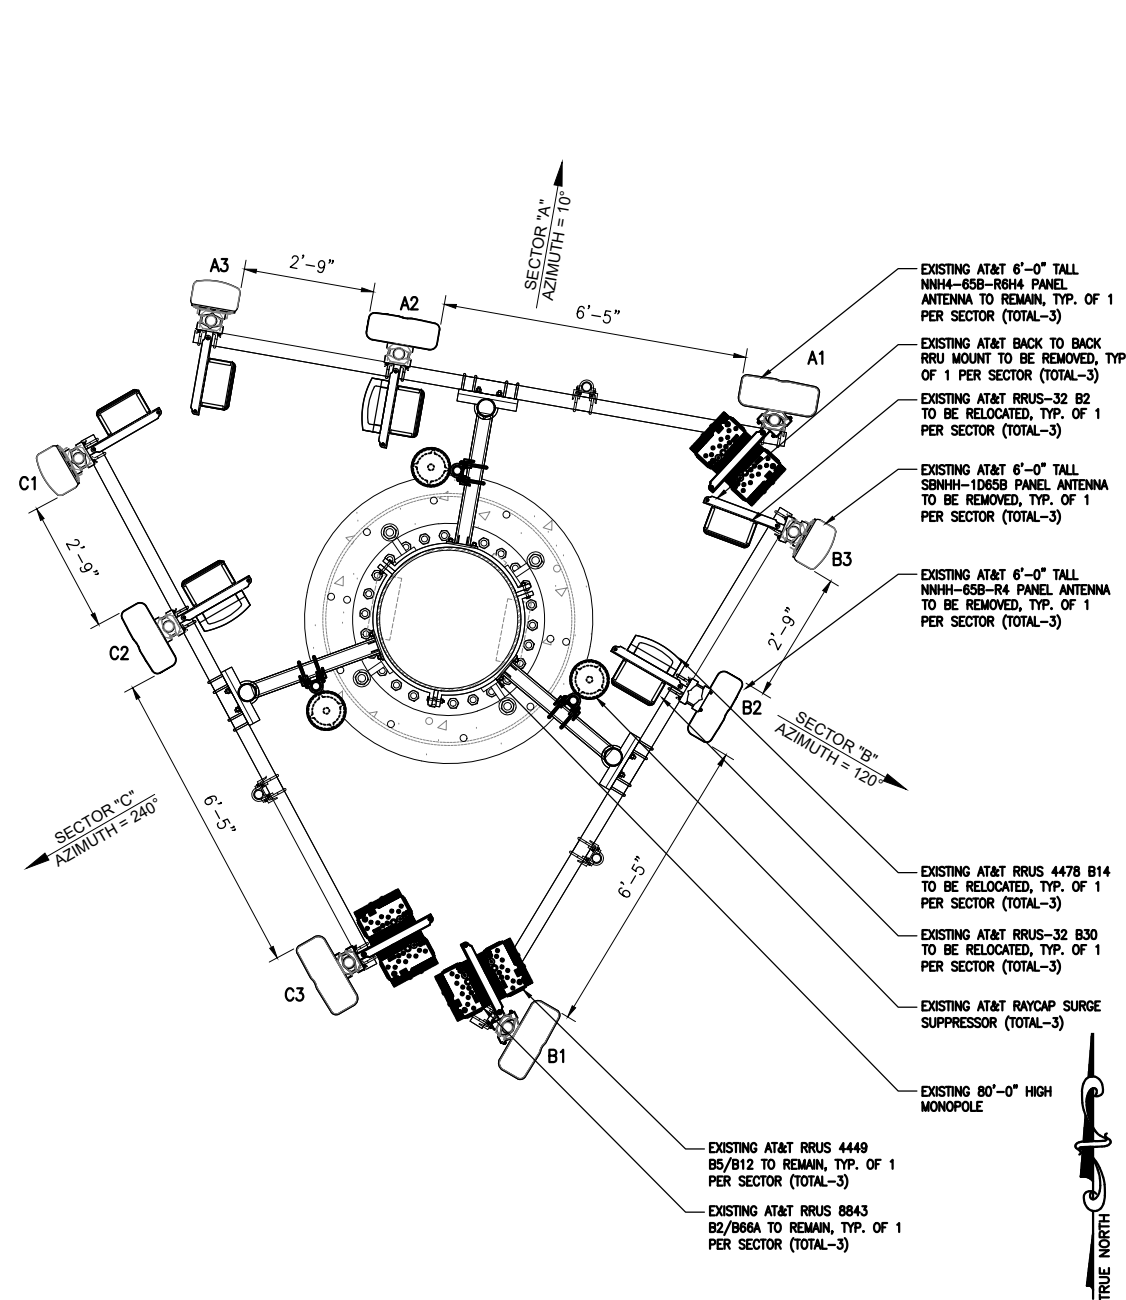 SECTOR "A"
AZIMUTH = 10°
A3
2'-9"
A2
6'-5"
A1
EXISTING AT&T 6'-0" TALL
NNH4-65B-R6H4 PANEL
ANTENNA TO REMAIN, TYP. OF 1
PER SECTOR (TOTAL-3)
EXISTING AT&T BACK TO BACK
RRU MOUNT TO BE REMOVED, TYP
OF 1 PER SECTOR (TOTAL-3)
EXISTING AT&T RRUS-32 B2
TO BE RELOCATED, TYP. OF 1
PER SECTOR (TOTAL-3)
EXISTING AT&T 6'-0" TALL
SBNHH-1D65B PANEL ANTENNA
TO BE REMOVED, TYP. OF 1
PER SECTOR (TOTAL-3)
C1
B3
2'-9"
EXISTING AT&T 6'-0" TALL
NNHH-65B-R4 PANEL ANTENNA
TO BE REMOVED, TYP. OF 1
PER SECTOR (TOTAL-3)
2'-9"
C2
B2
SECTOR "B"
AZIMUTH = 120°
SECTOR "C"
AZIMUTH = 240°
6'-5"
6'-5"
EXISTING AT&T RRUS 4478 B14
TO BE RELOCATED, TYP. OF 1
PER SECTOR (TOTAL-3)
EXISTING AT&T RRUS-32 B30
TO BE RELOCATED, TYP. OF 1
PER SECTOR (TOTAL-3)
C3
EXISTING AT&T RAYCAP SURGE
SUPPRESSOR (TOTAL-3)
B1
EXISTING 80'-0" HIGH
MONOPOLE
EXISTING AT&T RRUS 4449
B5/B12 TO REMAIN, TYP. OF 1
PER SECTOR (TOTAL-3)
EXISTING AT&T RRUS 8843
B2/B66A TO REMAIN, TYP. OF 1
PER SECTOR (TOTAL-3)
TRUE NORTH